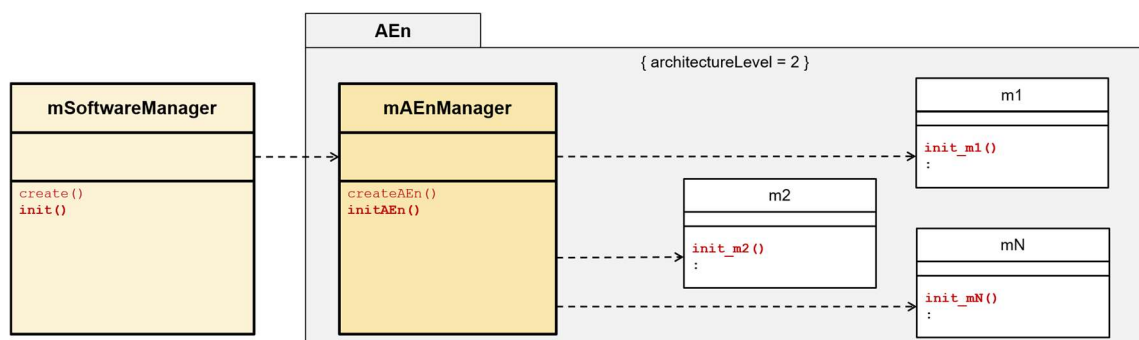 AEn
{ architectureLevel = 2 }
mSoftwareManager
create()
init()
mAEnManager
createAEn()
initAEn()
m1
init_m1()
:
m2
init_m2()
:
mN
init_mN()
: